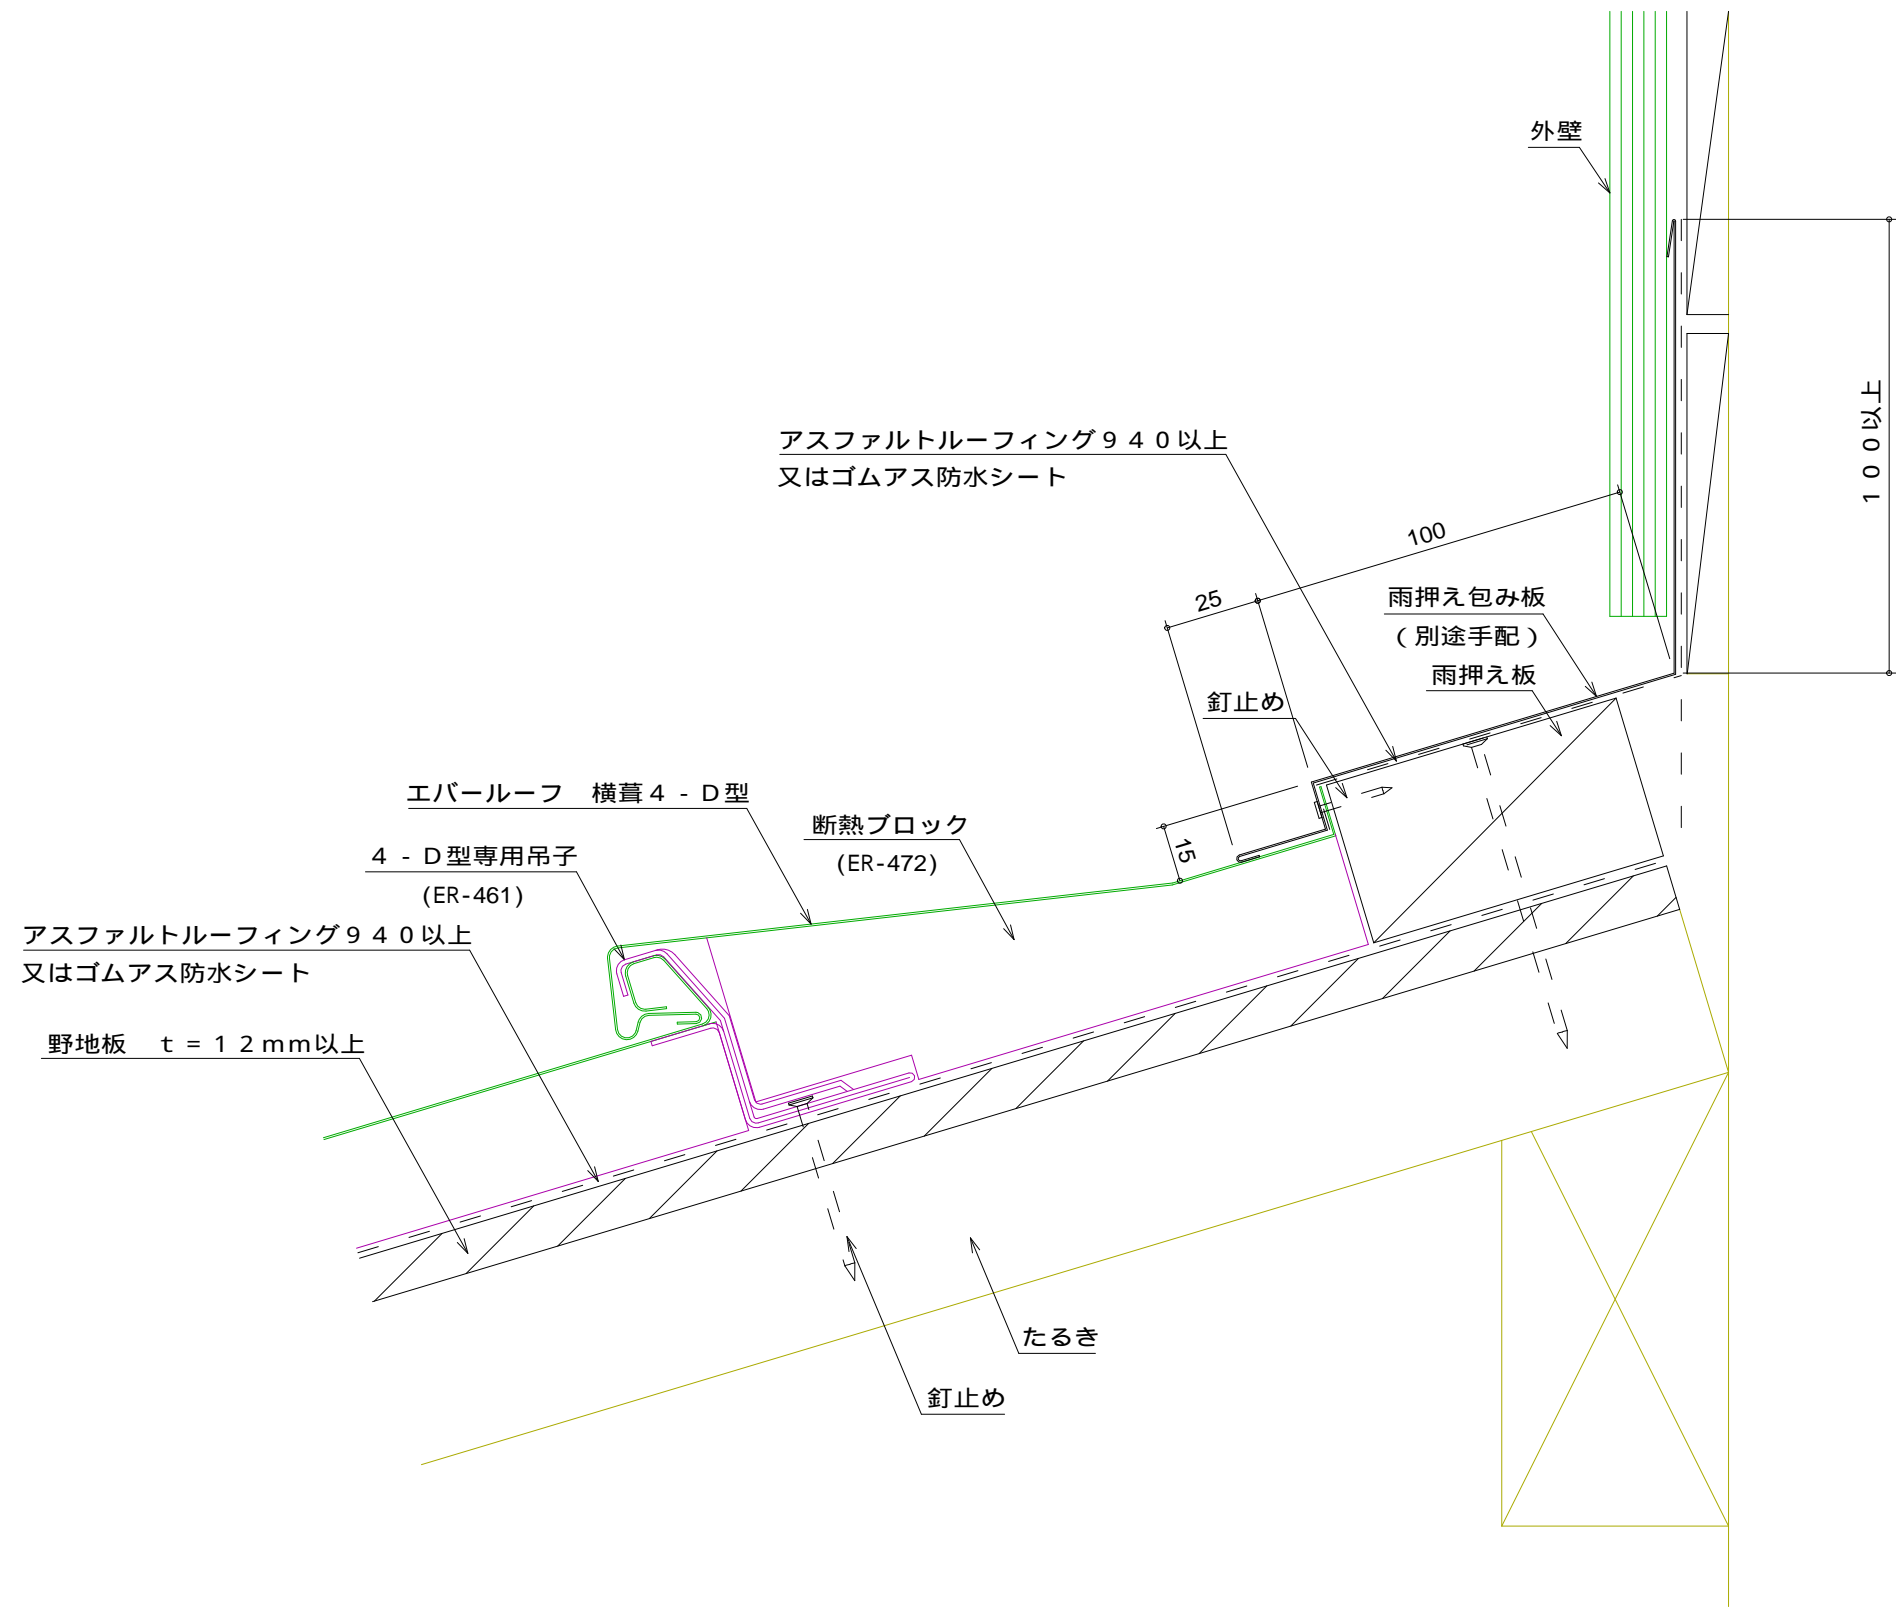 外壁
100以上
アスファルトルーフィング940以上
又はゴムアス防水シート
100
25
雨押え包み板
(別途手配)
雨押え板
釘止め
エバールーフ　横葺4-D型
断熱ブロック
(ER-472)
15
4-D型専用吊子
(ER-461)
アスファルトルーフィング940以上
又はゴムアス防水シート
野地板　t=12mm以上
たるき
釘止め